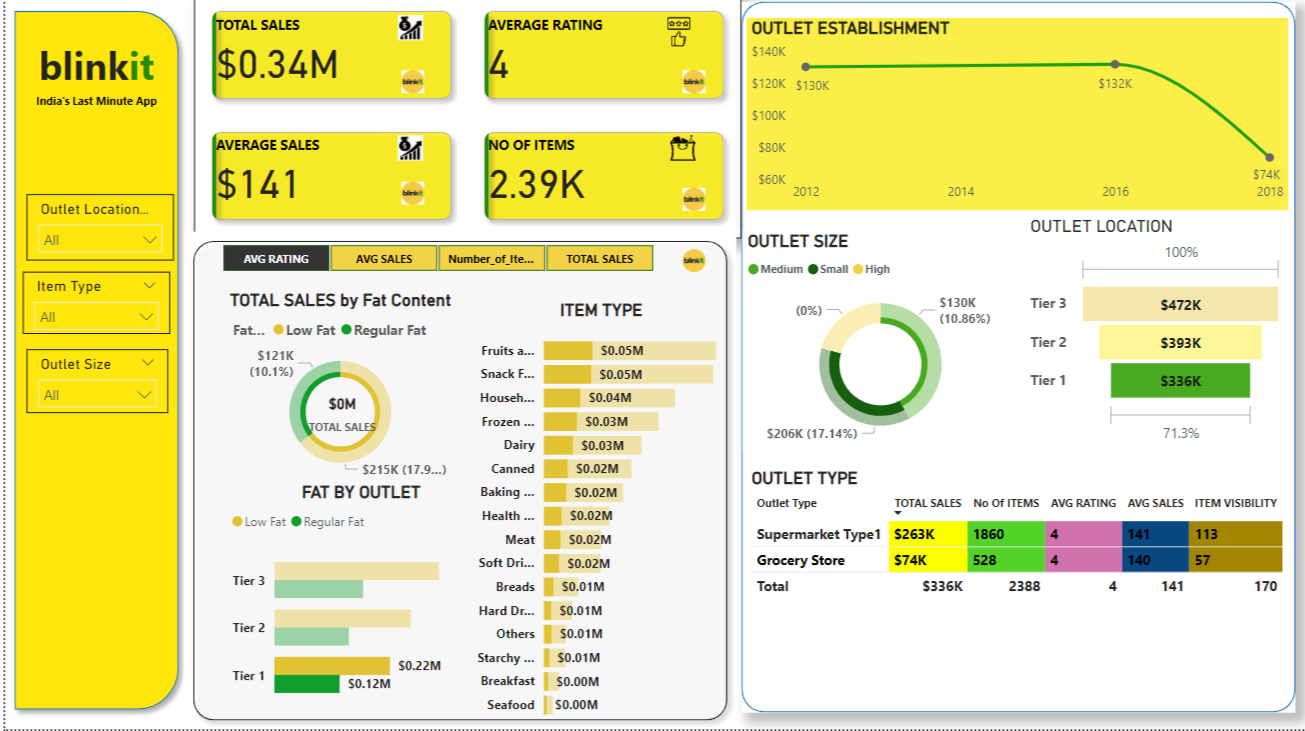 blinkit
India's Last Minute App
Outlet Location...
All
Item Type
All
Outlet Size
All
TOTAL SALES
$0.34M
blinkit
AVERAGE RATING
4
blinkit
AVERAGE SALES
$141
blinkit
NO OF ITEMS
2.39K
blinkit
AVG RATING AVG SALES Number_of_Ite... TOTAL SALES
blinkit
TOTAL SALES by Fat Content
Fat... Low Fat Regular Fat
$121K
(10.1%)
$0M
TOTAL SALES
$215K (17.9...)
FAT BY OUTLET
Low Fat Regular Fat
Tier 3
Tier 2
Tier 1 $0.22M
$0.12M
ITEM TYPE
Fruits a... $0.05M
Snack F... $0.05M
Househ... $0.04M
Frozen ... $0.03M
Dairy $0.03M
Canned $0.02M
Baking ... $0.02M
Health ... $0.02M
Meat $0.02M
Soft Dri... $0.02M
Breads $0.01M
Hard Dr... $0.01M
Others $0.01M
Starchy ... $0.01M
Breakfast $0.00M
Seafood $0.00M
OUTLET ESTABLISHMENT
$140K
$120K
$100K
$80K
$60K
$130K
$132K
$74K
2012 2014 2016 2018
OUTLET SIZE
Medium Small High
(0%)
$130K
(10.86%)
$206K (17.14%)
OUTLET LOCATION
100%
Tier 3 $472K
Tier 2 $393K
Tier 1 $336K
71.3%
OUTLET TYPE
Outlet Type TOTAL SALES No Of ITEMS AVG RATING AVG SALES ITEM VISIBILITY
Supermarket Type1 $263K 1860 4 141 113
Grocery Store $74K 528 4 140 57
Total $336K 2388 4 141 170